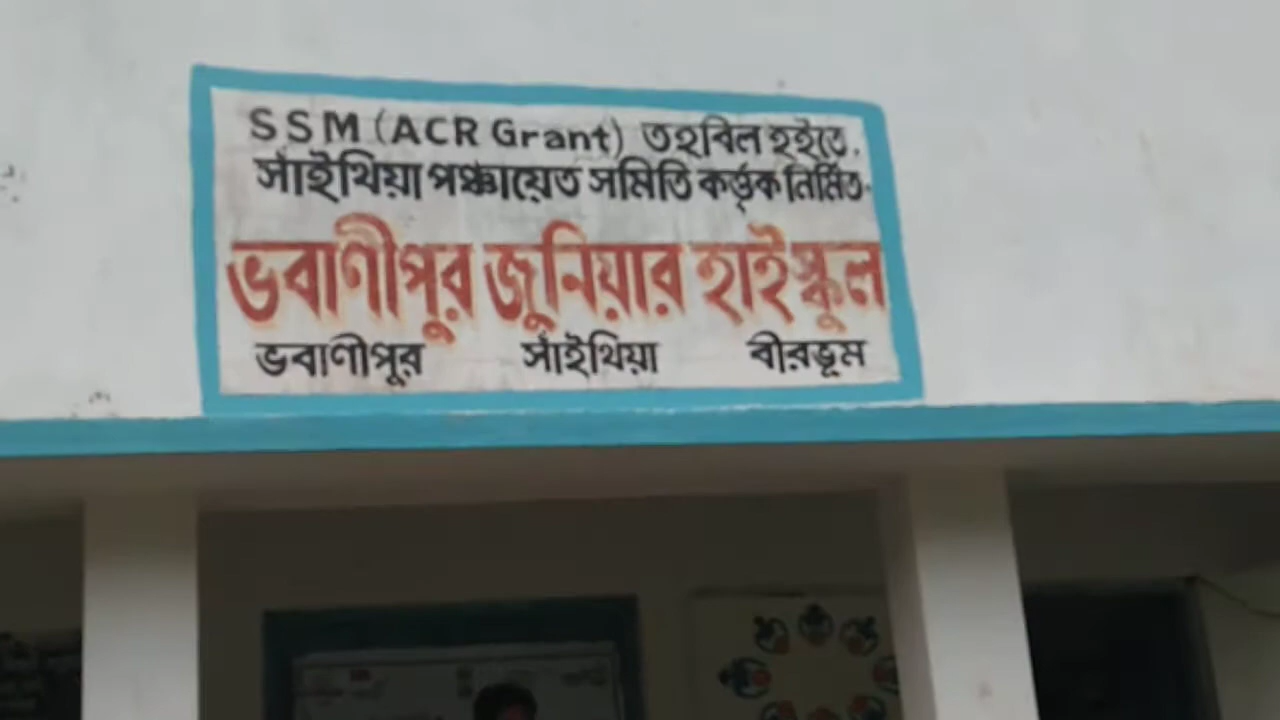 SSM (ACR Grant) তহবিল হইতে.
সাঁইথিয়া পঞ্চায়েত সমিতি কর্ত্তৃক নির্মিত.
ভবাণীপুর জুনিয়ার হাইস্কুল
ভবাণীপুর সাঁইথিয়া বীরভূম